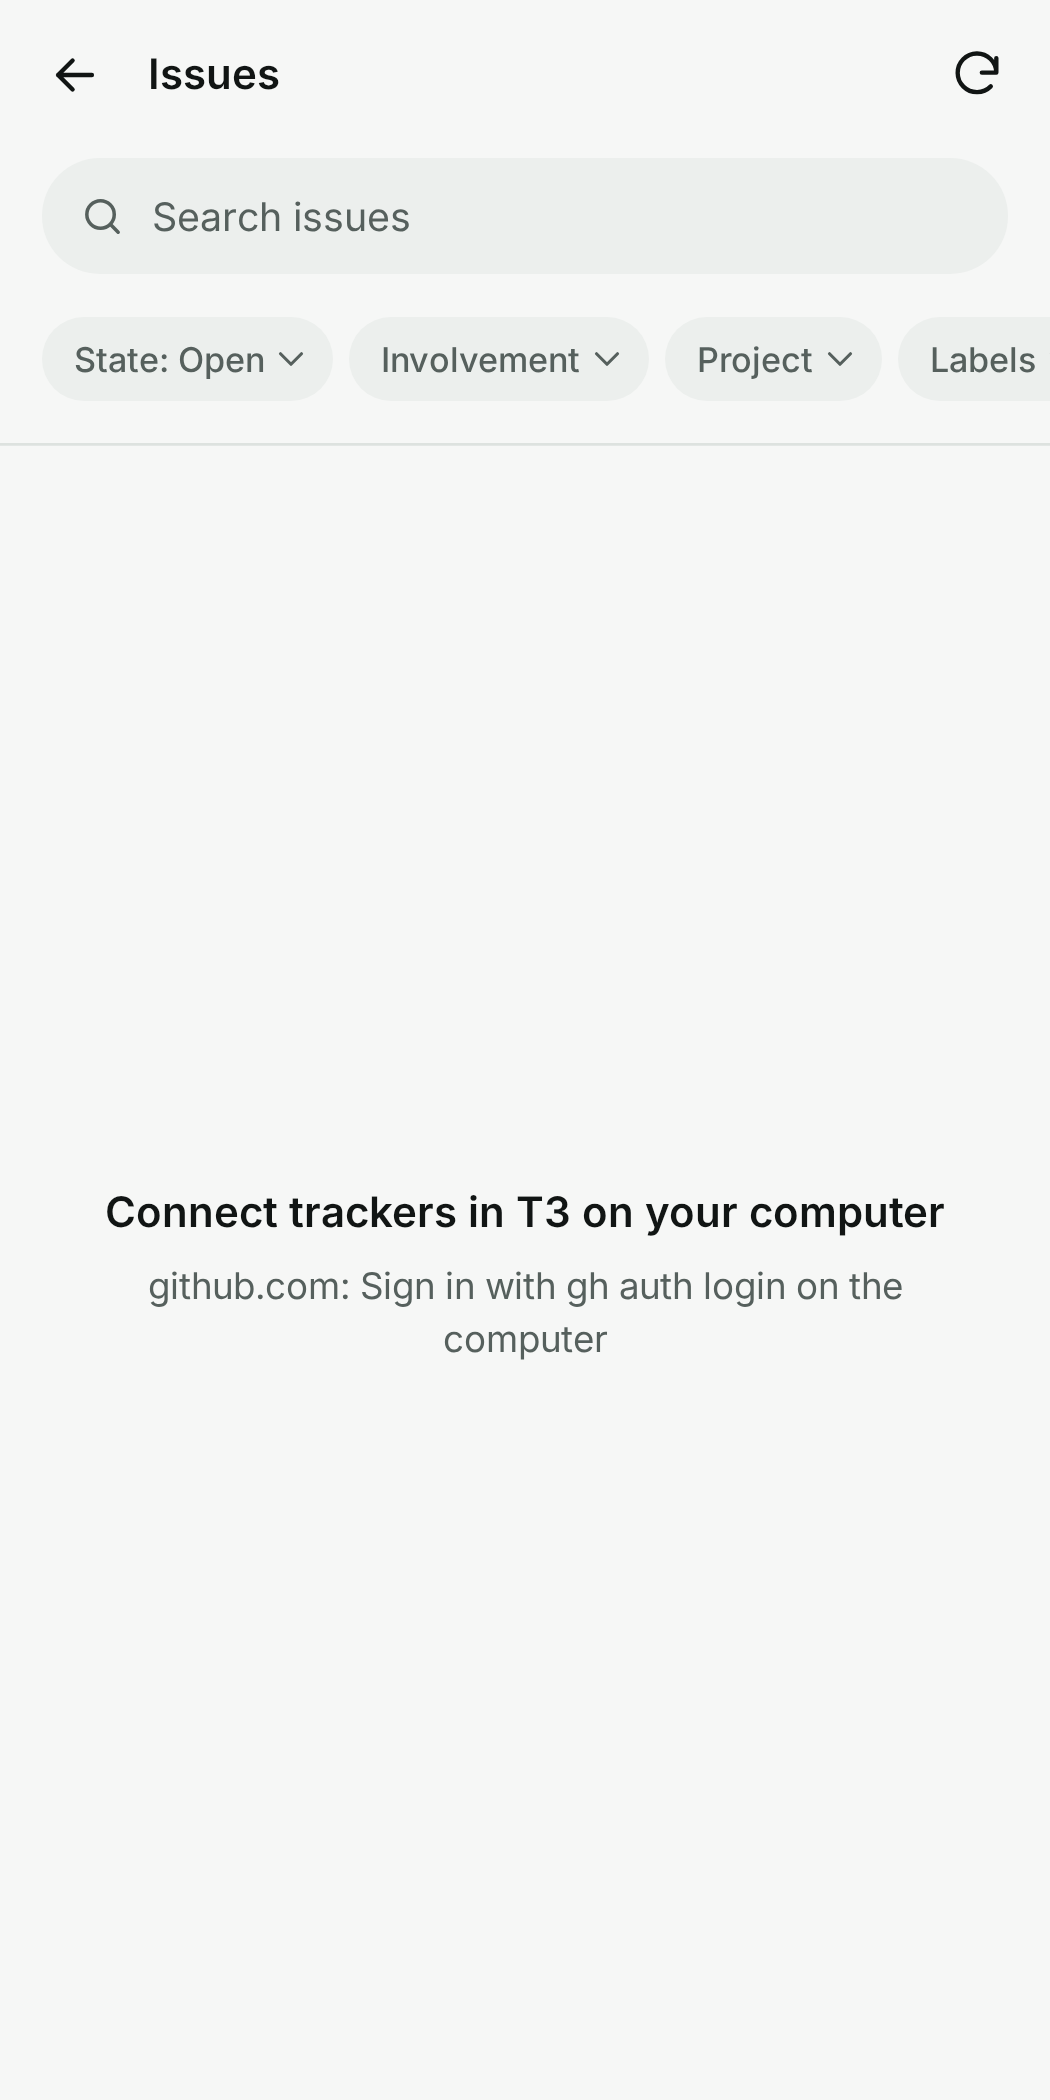 Issues
Search issues
State: Open
Involvement
Project
Labels
Connect trackers in T3 on your computer
github.com: Sign in with gh auth login on the
computer